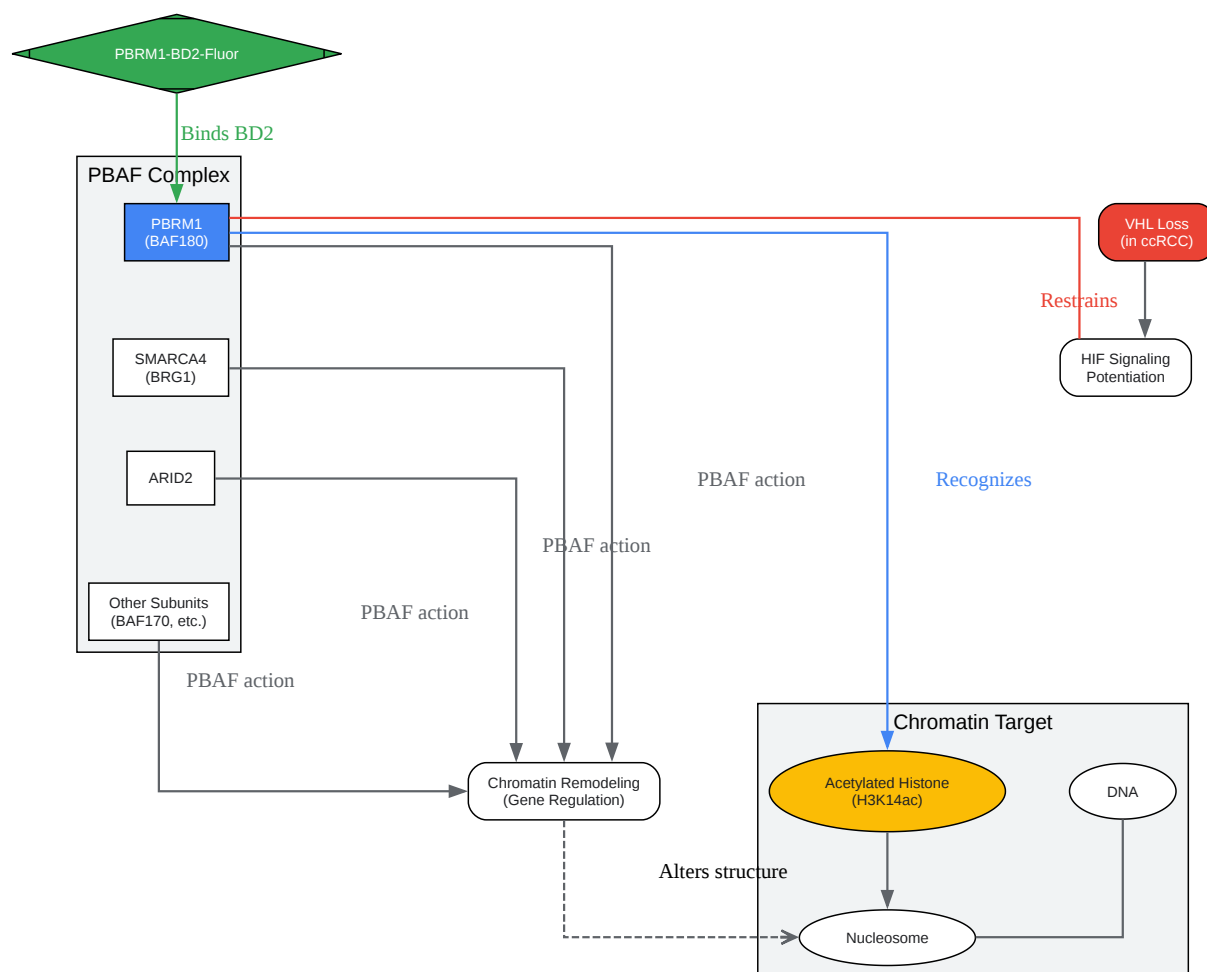 PBRM1-BD2-Fluor
Binds BD2
PBAF Complex
PBRM1
(BAF180)
VHL Loss
(in ccRCC)
Restrains
SMARCA4
(BRG1)
HIF Signaling
Potentiation
ARID2
PBAF action
Recognizes
PBAF action
Other Subunits
(BAF170, etc.)
PBAF action
PBAF action
Chromatin Target
Chromatin Remodeling
(Gene Regulation)
Acetylated Histone
(H3K14ac)
DNA
Alters structure
Nucleosome